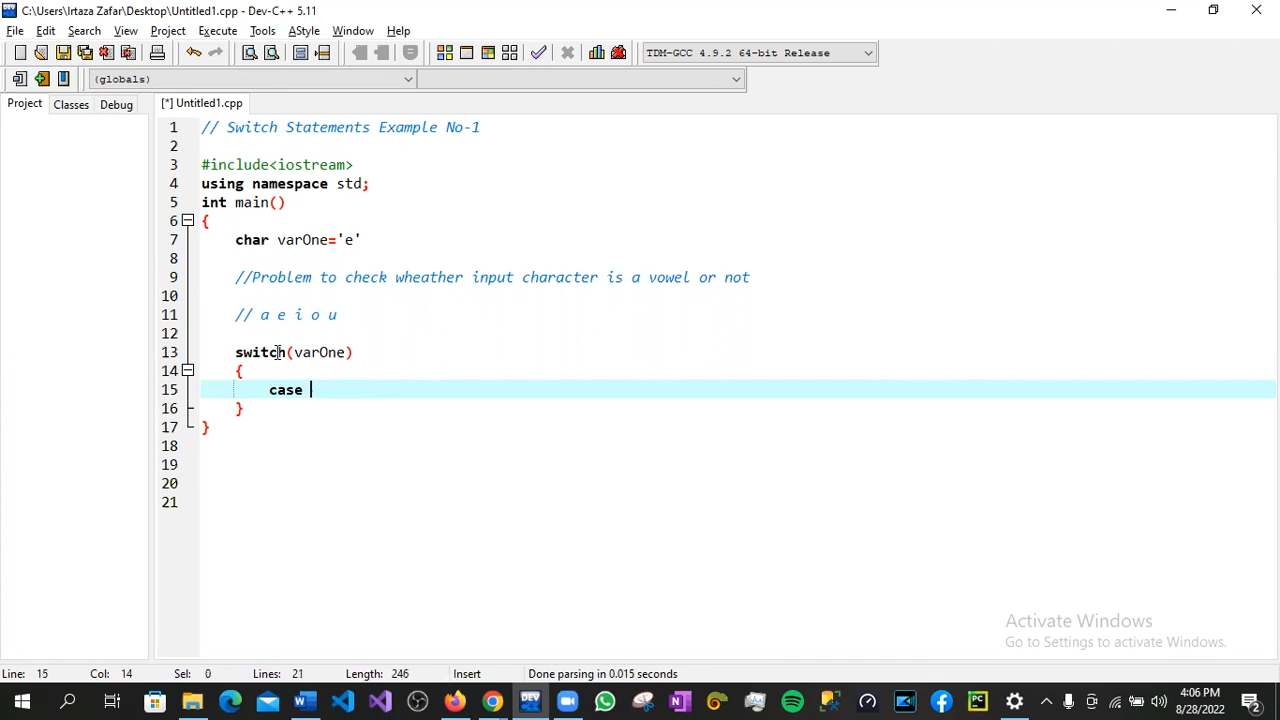 C:\Users\Irtaza Zafar\Desktop\Untitled1.cpp - Dev-C++ 5.11
File Edit Search View Project Execute Tools AStyle Window Help
TDM-GCC 4.9.2 64-bit Release
(globals)
Project Classes Debug [*] Untitled1.cpp
1 // Switch Statements Example No-1
2
3 #include<iostream>
4 using namespace std;
5 int main()
6 {
7 char varOne='e'
8
9 //Problem to check wheather input character is a vowel or not
10
11 // a e i o u
12
13 switch(varOne)
14 {
15 case
16 }
17 }
18
19
20
21
Activate Windows
Go to Settings to activate Windows.
Line: 15 Col: 14 Sel: 0 Lines: 21 Length: 246 Insert Done parsing in 0.015 seconds
4:06 PM
8/28/2022